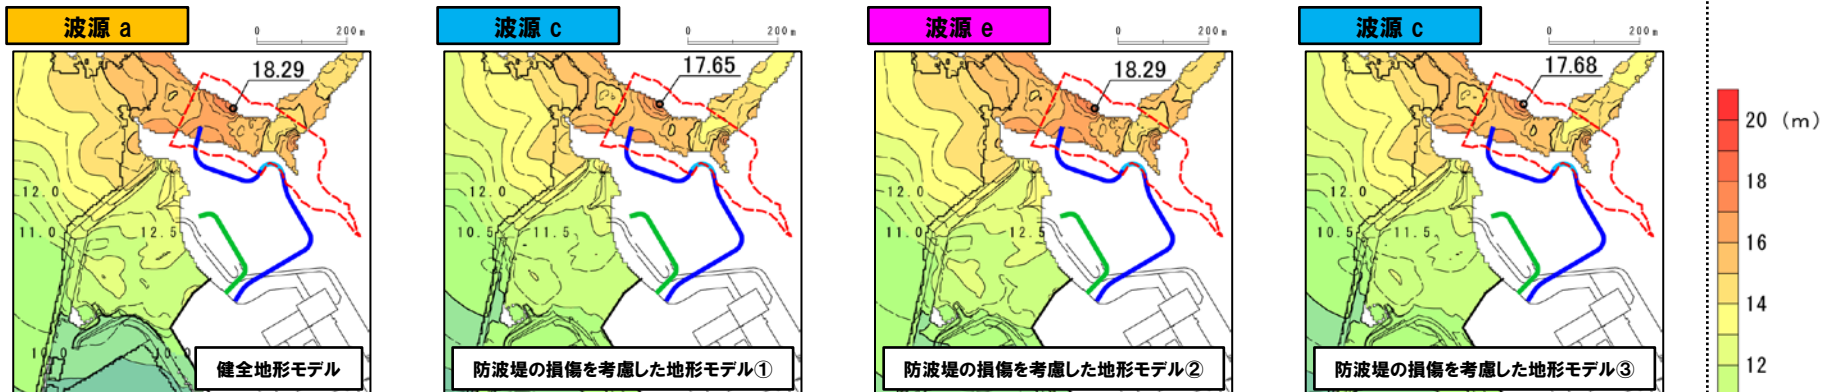 波源 a
0 200m
18.29
12.0
11.0
12.5
10.0
10.0
健全地形モデル
波源 c
0 200m
17.65
12.0
10.5
11.5
防波堤の損傷を考慮した地形モデル①
波源 e
0 200m
18.29
12.0
11.0
12.5
防波堤の損傷を考慮した地形モデル②
波源 c
0 200m
17.68
12.0
10.5
11.5
防波堤の損傷を考慮した地形モデル③
20 (m)
18
16
14
12